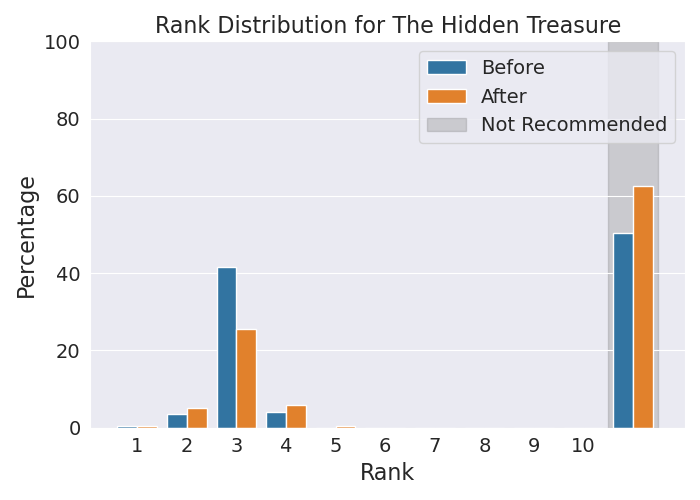 Rank Distribution for The Hidden Treasure
Before
After
Not Recommended
Percentage
100
80
60
40
20
0
1 2 3 4 5 6 7 8 9 10
Rank